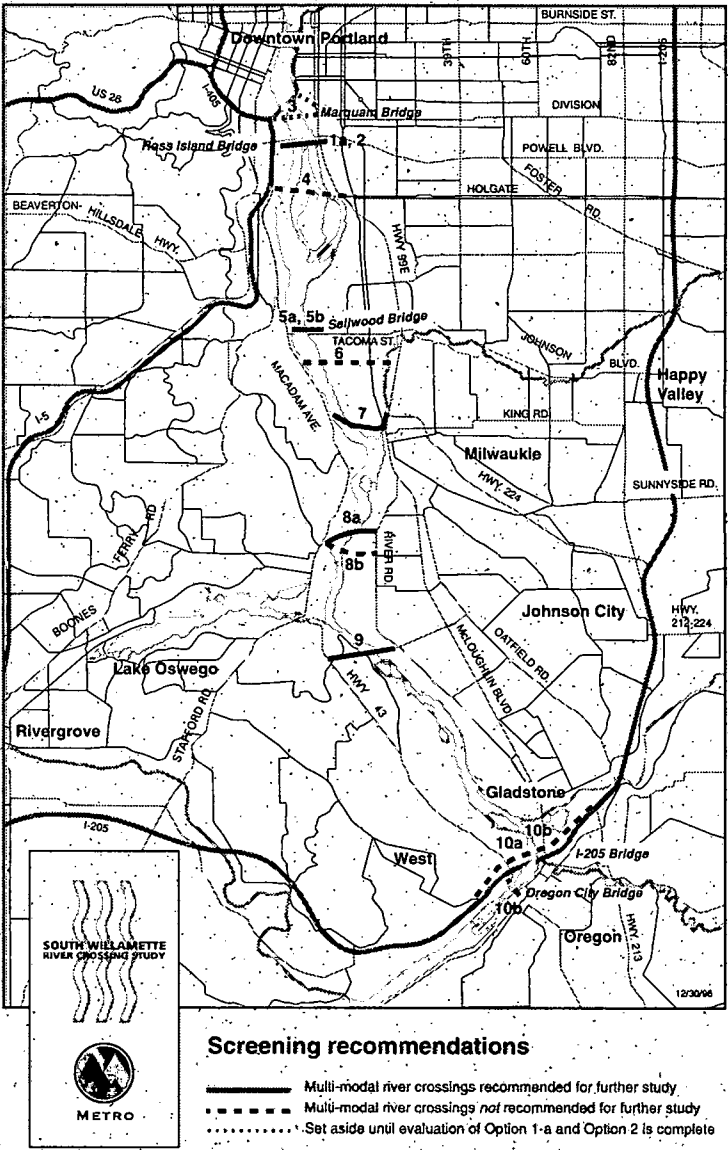 BURNSIDE ST.
Downtown Portland
39TH
60TH
82ND
I-205
US 26
I-405
3
Marquam Bridge
DIVISION
Ross Island Bridge
1a, 2
POWELL BLVD.
4
FOSTER RD.
HOLGATE
BEAVERTON-
HILLSDALE HWY.
HWY 99E
5a, 5b
Sellwood Bridge
TACOMA ST.
JOHNSON BLVD.
6
MACADAM AVE.
Happy
Valley
I-5
7
KING RD.
Milwaukie
HWY. 224
SUNNYSIDE RD.
FERRY RD
8a
8b
RIVER RD.
BOONES
Johnson City
HWY.
212-224
9
McLOUGHLIN BLVD.
OATFIELD RD.
Lake Oswego
HWY 43
STAFFORD RD.
Rivergrove
Gladstone
I-205
10b
10a
I-205 Bridge
West
Oregon City Bridge
10b
Oregon
HWY. 213
SOUTH WILLAMETTE
RIVER CROSSING STUDY
12/30/96
METRO
Screening recommendations
Multi-modal river crossings recommended for further study
Multi-modal river crossings not recommended for further study
Set aside until evaluation of Option 1-a and Option 2 is complete